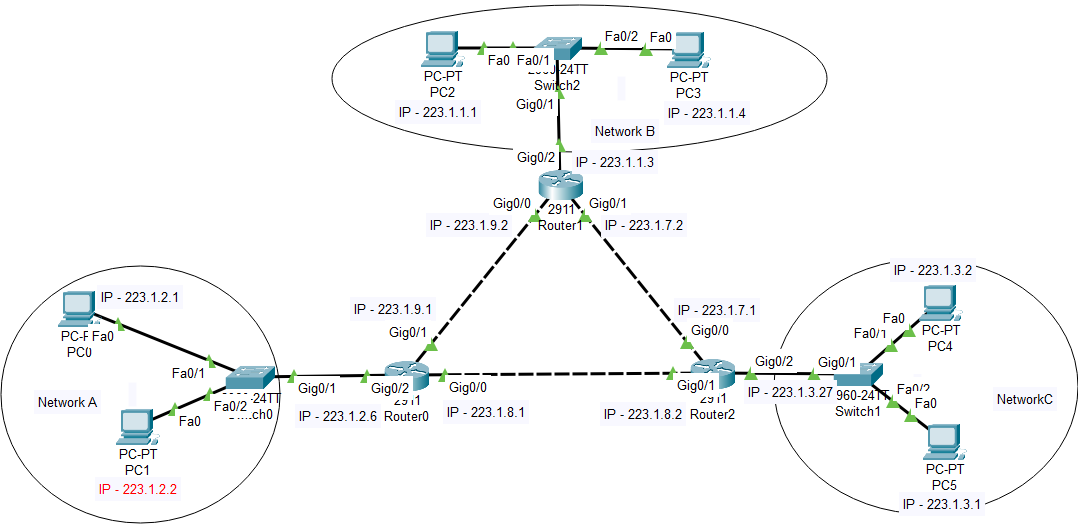 PC-PT
PC2
IP - 223.1.1.1
Fa0
Fa0/1
24TT
Switch2
Fa0/2
Fa0
PC-PT
PC3
IP - 223.1.1.4
Gig0/1
Network B
Gig0/2
IP - 223.1.1.3
Gig0/0
2911
Router1
Gig0/1
IP - 223.1.9.2
IP - 223.1.7.2
IP - 223.1.9.1
Gig0/1
IP - 223.1.7.1
Gig0/0
IP - 223.1.2.1
Fa0
PC0
Fa0/1
Network A
Fa0/2
-24TT
Fa0
PC-PT
PC1
IP - 223.1.2.2
Gig0/1
Gig0/2
Gig0/0
Router0
IP - 223.1.2.6
IP - 223.1.8.1
IP - 223.1.8.2
Gig0/1
Router2
Gig0/2
Gig0/1
IP - 223.1.3.27
960-24TT
Switch1
IP - 223.1.3.2
Fa0
Fa0/1
PC-PT
PC4
NetworkC
Fa0/2
Fa0
PC-PT
PC5
IP - 223.1.3.1